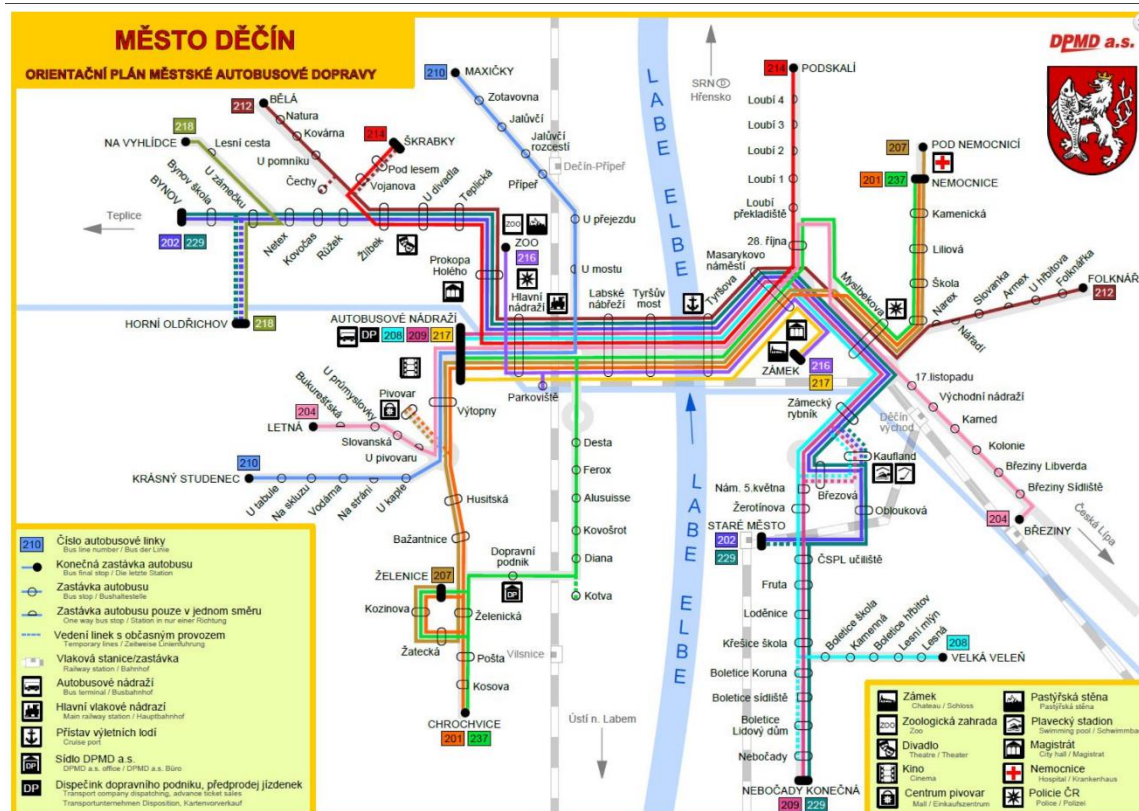 MĚSTO DĚČÍN
ORIENTAČNÍ PLÁN MĚSTSKÉ AUTOBUSOVÉ DOPRAVY
DPMD a.s.
210
MAXIČKY
Zotavovna
Jalůvčí
Jalůvčí
rozcestí
Přípeř
Děčín-Přípeř
U přejezdu
U mostu
SRN D
Hřensko
214
PODSKALÍ
Loubí 4
Loubí 3
Loubí 2
Loubí 1
Loubí
překladiště
28. října
212
BĚLÁ
Natura
Kovárna
U pomníku
Čechy
218
NA VYHLÍDCE
Lesní cesta
U zámečku
Bynov škola
BYNOV
Teplice
202
229
214
ŠKRABKY
Pod lesem
Vojanova
U divadla
Teplická
Netex
Kovočas
Růžek
Žlíbek
HORNÍ OLDŘICHOV
218
Prokopa
Holého
ZOO
ZOO
216
Hlavní
nádraží
Labské
nábřeží
Tyršův
most
Tyršova
Masarykovo
náměstí
Myslbekova
LABE ELBE
LABE ELBE
207
POD NEMOCNICÍ
201
237
NEMOCNICE
Kamenická
Liliová
Škola
Narex
Nářadí
Slovanka
Armex
U hřbitova
Folknářka
FOLKNÁŘ
212
AUTOBUSOVÉ NÁDRAŽÍ
DP
208
209
217
ZÁMEK
216
217
Parkoviště
Výtopny
Pivovar
U průmyslovky
Bukurešťská
204
LETNÁ
Slovanská
U pivovaru
210
KRÁSNÝ STUDENEC
U tabule
Na skluzu
Vodárna
Na stráni
U kaple
Husitská
Bažantnice
ŽELENICE
207
Kozinova
Želenická
Žatecká
Pošta
Kosova
CHROCHVICE
201
237
Desta
Ferox
Alusuisse
Kovošrot
Diana
Kotva
Dopravní
podnik
DP
Vilsnice
Ústí n. Labem
Zámecký
rybník
Děčín
východ
Kaufland
Březová
Oblouková
Nám. 5.května
Žerotínova
STARÉ MĚSTO
202
229
ČSPL učiliště
Fruta
Loděnice
Křešice škola
Boletice Koruna
Boletice sídliště
Boletice
Lidový dům
Nebočady
NEBOČADY KONEČNÁ
209
229
Boletice škola
Kamenná
Boletice hřbitov
Lesní mlýn
Lesná
208
VELKÁ VELEŇ
17.listopadu
Východní nádraží
Kamed
Kolonie
Březiny Libverda
Březiny Sídliště
204
BŘEZINY
Česká Lípa
210
Číslo autobusové linky
Bus line number / Bus der Linie
Konečná zastávka autobusu
Bus final stop / Die letzte Station
Zastávka autobusu
Bus stop / Bushaltestelle
Zastávka autobusu pouze v jednom směru
One way bus stop / Station in nur einer Richtung
Vedení linek s občasným provozem
Temporary lines / Zeitweise Linienführung
Vlaková stanice/zastávka
Railway station / Bahnhof
Autobusové nádraží
Bus terminal / Busbahnhof
Hlavní vlakové nádrazí
Main railway station / Hauptbahnhof
Přístav výletních lodí
Cruise port
DP
Sídlo DPMD a.s.
DPMD a.s. office / DPMD a.s. Büro
DP
Dispečink dopravního podniku, předprodej jízdenek
Transport company dispatching, advance ticket sales
Transportunternehmen Disposition, Kartenvorverkauf
Zámek
Chateau / Schloss
ZOO
Zoologická zahrada
Zoo
Divadlo
Theatre / Theater
Kino
Cinema
Centrum pivovar
Mall / Einkaufszentrum
Pastýřská stěna
Pastýřská stěna
Plavecký stadion
Swimming pool / Schwimmba
Magistrát
City hall / Magistrat
Nemocnice
Hospital / Krankenhaus
Policie ČR
Police / Polizei